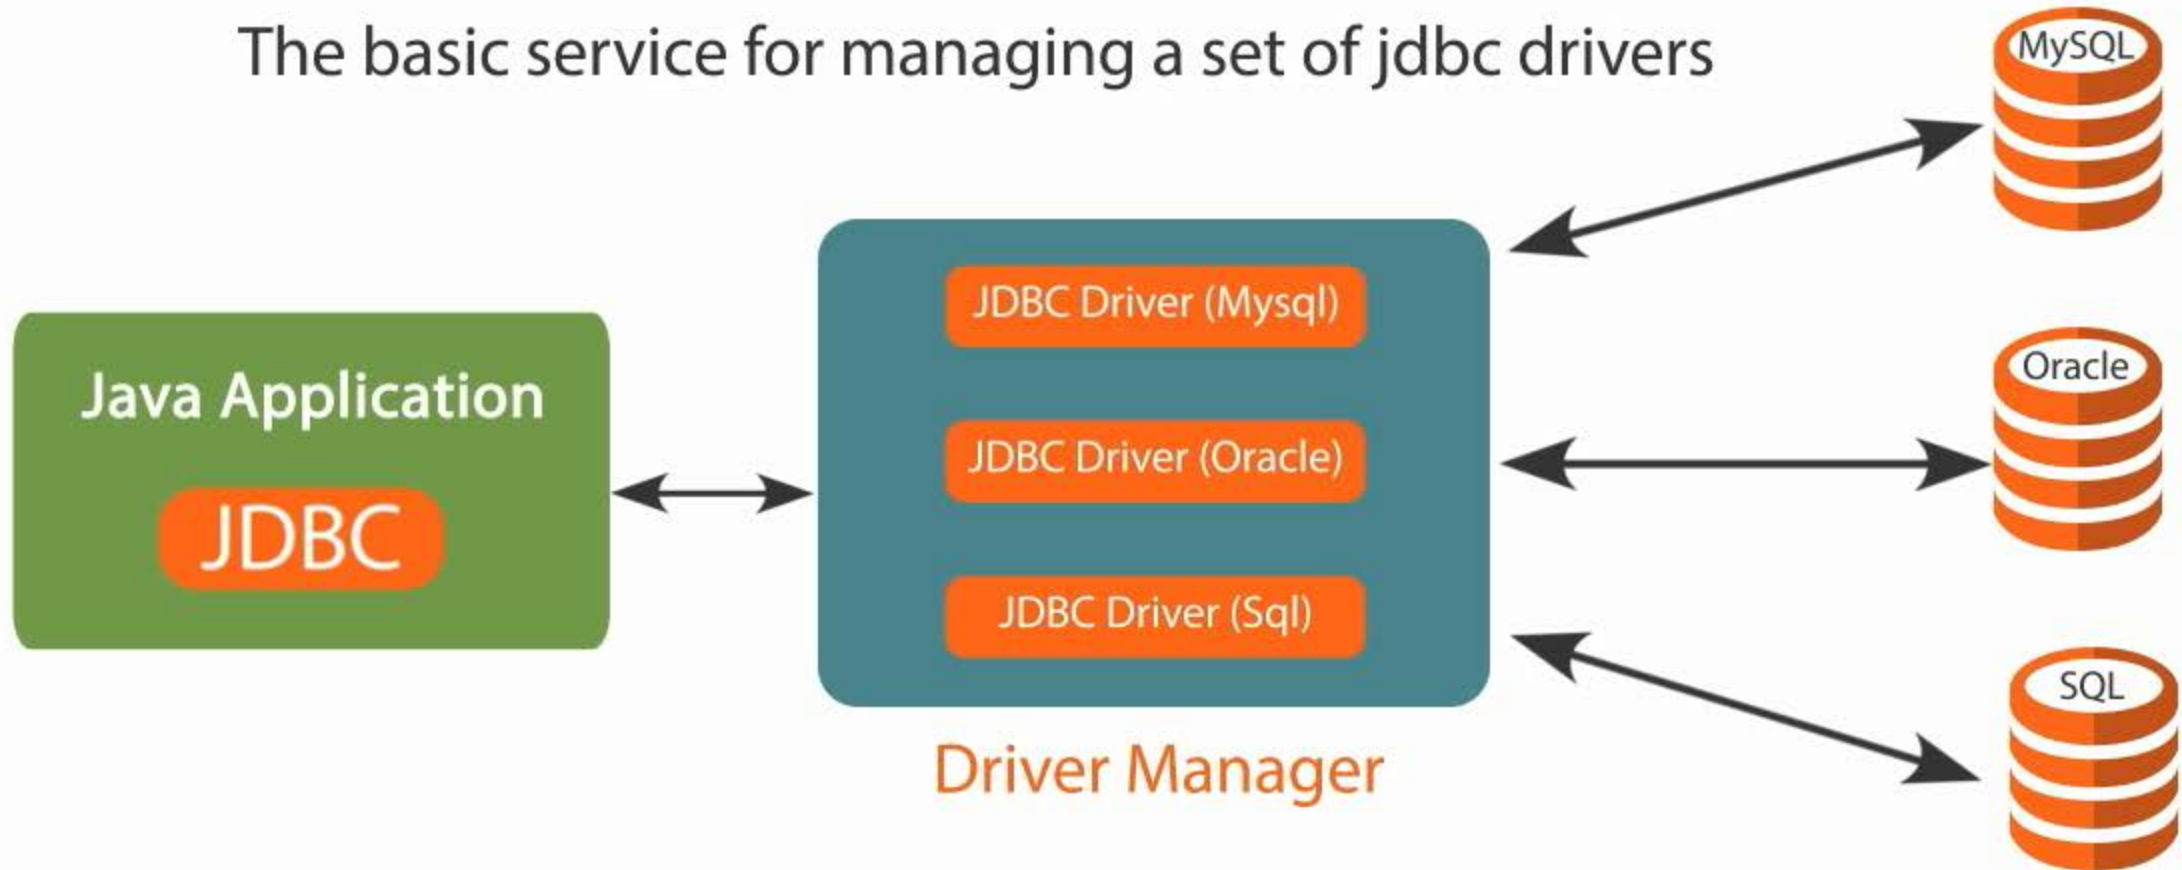 The basic service for managing a set of jdbc drivers
Java Application
JDBC
JDBC Driver (Mysql)
JDBC Driver (Oracle)
JDBC Driver (Sql)
Driver Manager
MySQL
Oracle
SQL